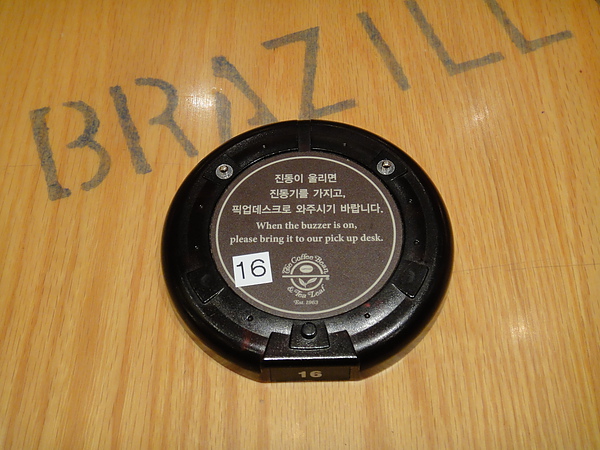 BRAZILL
진동이 울리면
진동기를 가지고,
픽업데스크로 와주시기 바랍니다.
When the buzzer is on,
please bring it to our pick up desk.
16
The Coffee Bean
& Tea Leaf
Est. 1963
16